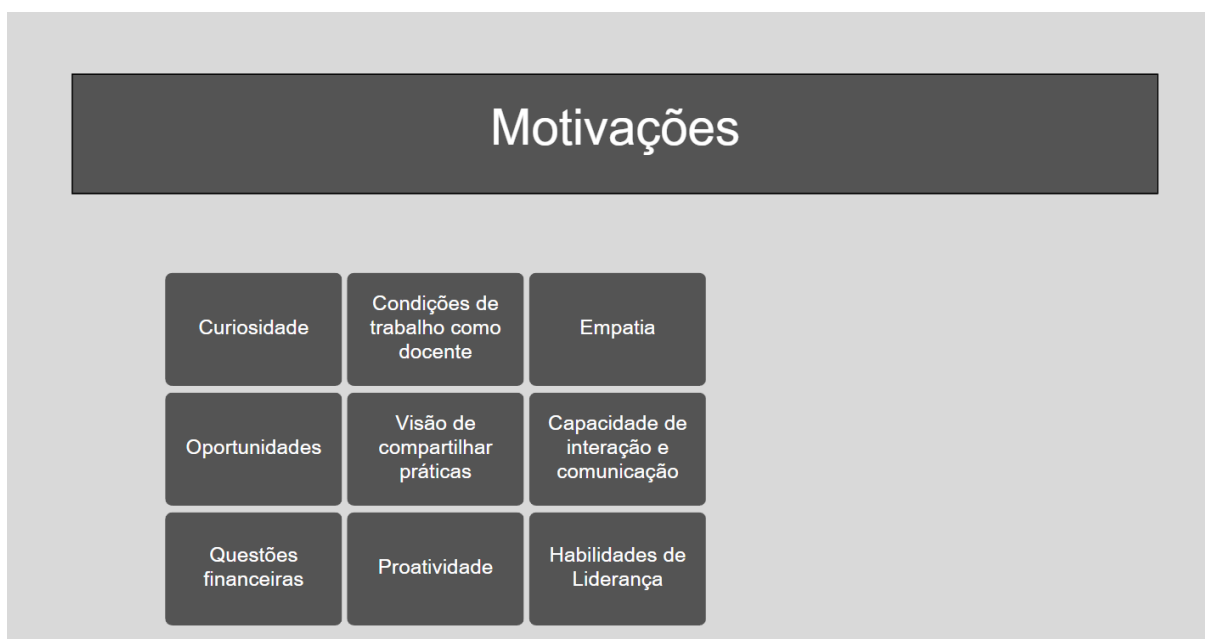 Motivações
Curiosidade
Condições de
trabalho como
docente
Empatia
Oportunidades
Visão de
compartilhar
práticas
Capacidade de
interação e
comunicação
Questões
financeiras
Proatividade
Habilidades de
Liderança